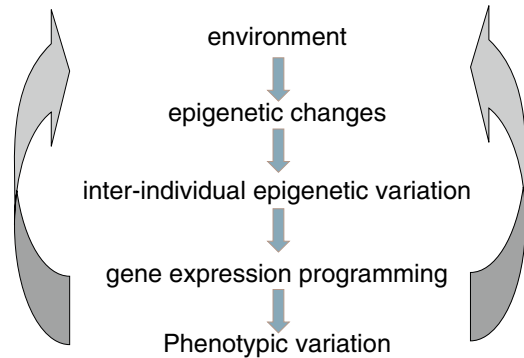 environment
epigenetic changes
inter-individual epigenetic variation
gene expression programming
Phenotypic variation